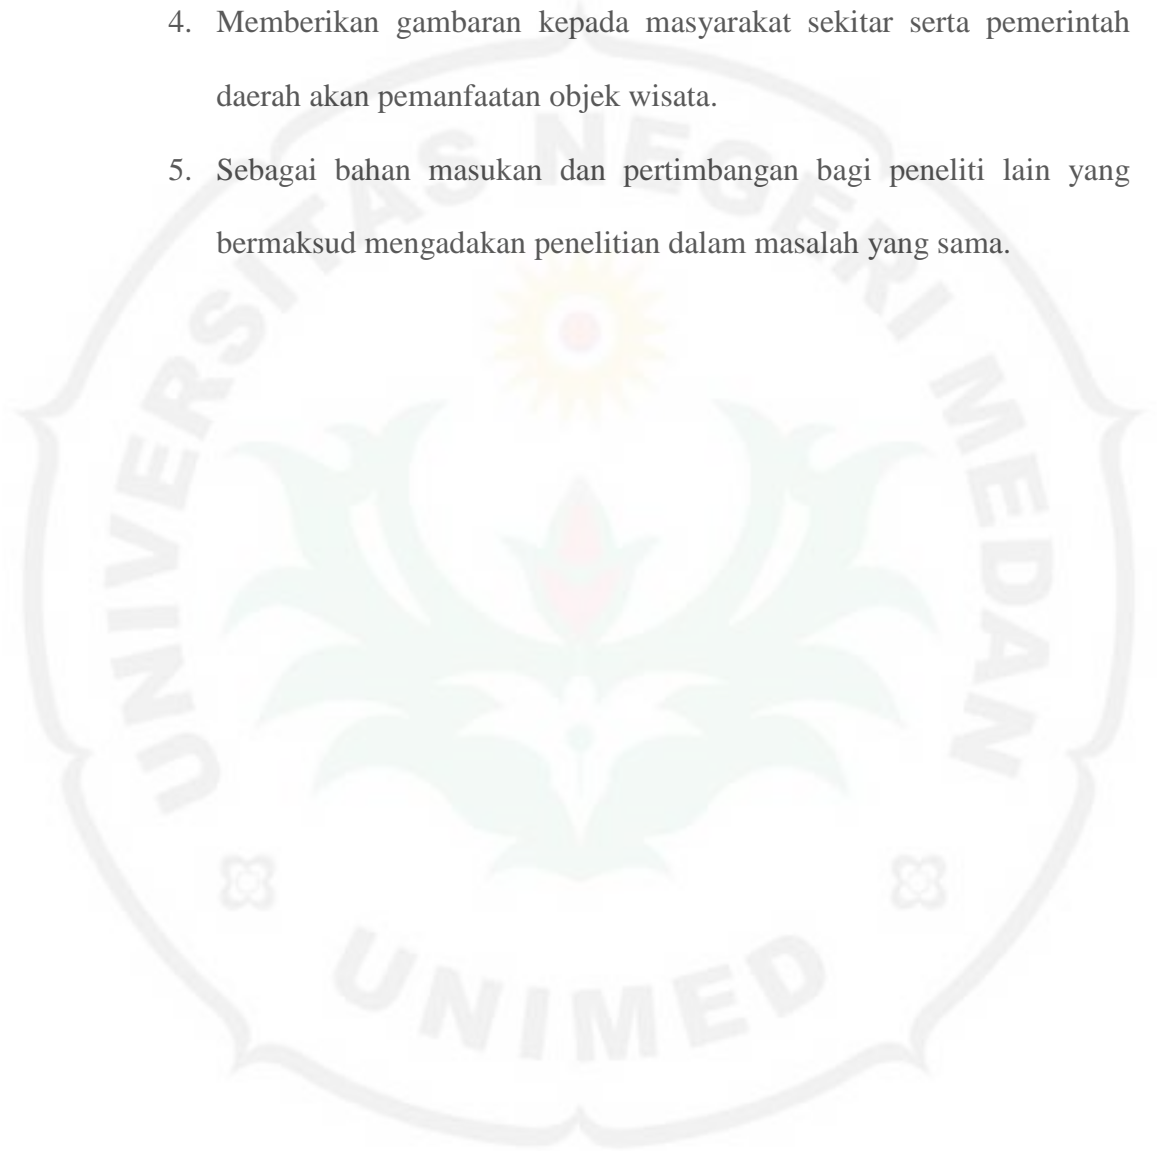 4. Memberikan gambaran kepada masyarakat sekitar serta pemerintah
daerah akan pemanfaatan objek wisata.
5. Sebagai bahan masukan dan pertimbangan bagi peneliti lain yang
bermaksud mengadakan penelitian dalam masalah yang sama.
UNIVERSITAS NEGERI MEDAN
UNIMED